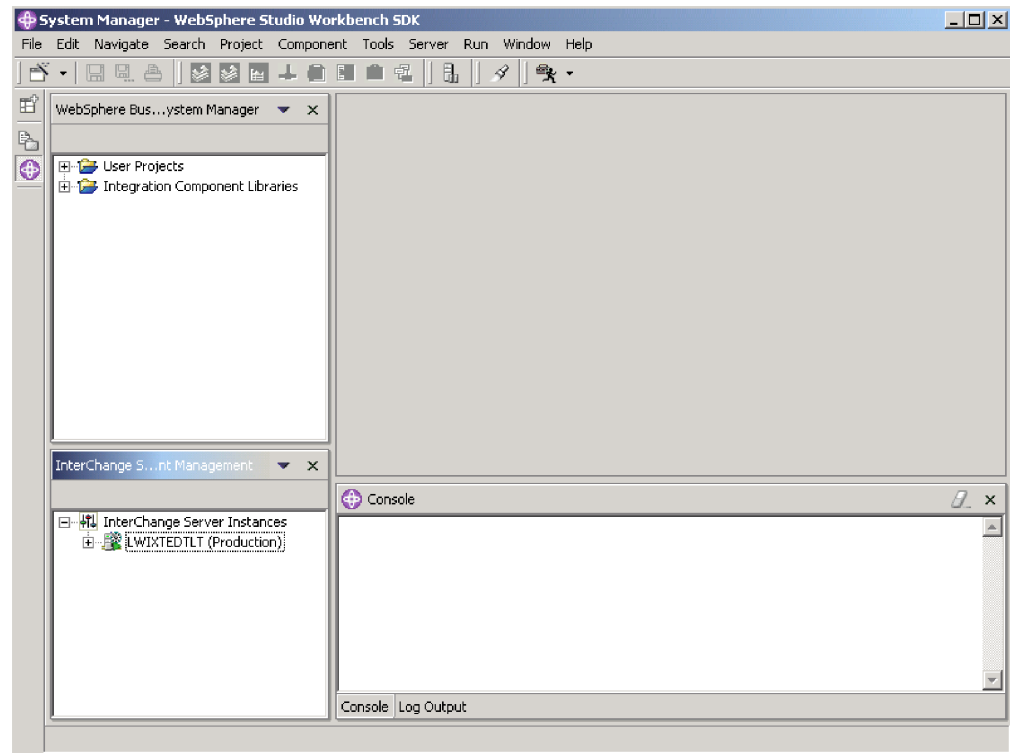 System Manager - WebSphere Studio Workbench SDK
File Edit Navigate Search Project Component Tools Server Run Window Help
WebSphere Bus...ystem Manager
User Projects
Integration Component Libraries
InterChange S...nt Management
InterChange Server Instances
LWIXTEDTLT (Production)
Console
Console Log Output